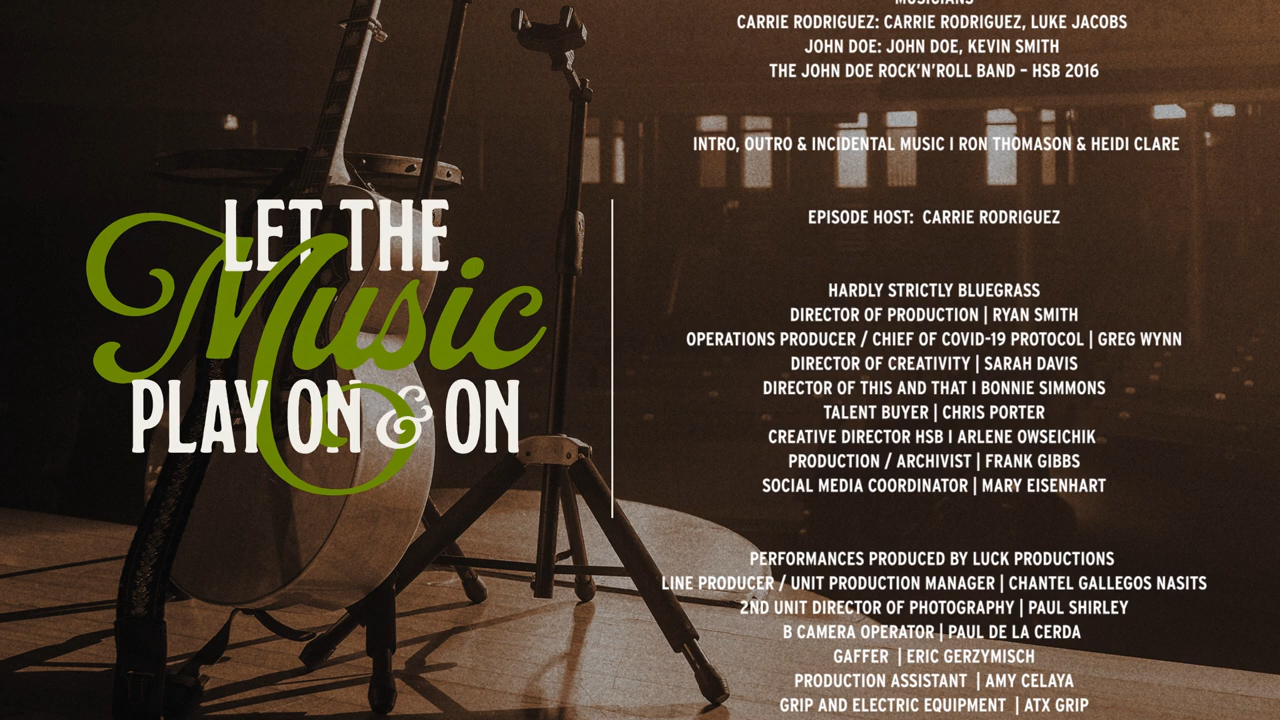 LET THE
Music
PLAY ON & ON
MUSICIANS
CARRIE RODRIGUEZ: CARRIE RODRIGUEZ, LUKE JACOBS
JOHN DOE: JOHN DOE, KEVIN SMITH
THE JOHN DOE ROCK'N'ROLL BAND – HSB 2016
INTRO, OUTRO & INCIDENTAL MUSIC I RON THOMASON & HEIDI CLARE
EPISODE HOST: CARRIE RODRIGUEZ
HARDLY STRICTLY BLUEGRASS
DIRECTOR OF PRODUCTION | RYAN SMITH
OPERATIONS PRODUCER / CHIEF OF COVID-19 PROTOCOL | GREG WYNN
DIRECTOR OF CREATIVITY | SARAH DAVIS
DIRECTOR OF THIS AND THAT I BONNIE SIMMONS
TALENT BUYER | CHRIS PORTER
CREATIVE DIRECTOR HSB I ARLENE OWSEICHIK
PRODUCTION / ARCHIVIST | FRANK GIBBS
SOCIAL MEDIA COORDINATOR | MARY EISENHART
PERFORMANCES PRODUCED BY LUCK PRODUCTIONS
LINE PRODUCER / UNIT PRODUCTION MANAGER | CHANTEL GALLEGOS NASITS
2ND UNIT DIRECTOR OF PHOTOGRAPHY | PAUL SHIRLEY
B CAMERA OPERATOR | PAUL DE LA CERDA
GAFFER | ERIC GERZYMISCH
PRODUCTION ASSISTANT | AMY CELAYA
GRIP AND ELECTRIC EQUIPMENT | ATX GRIP